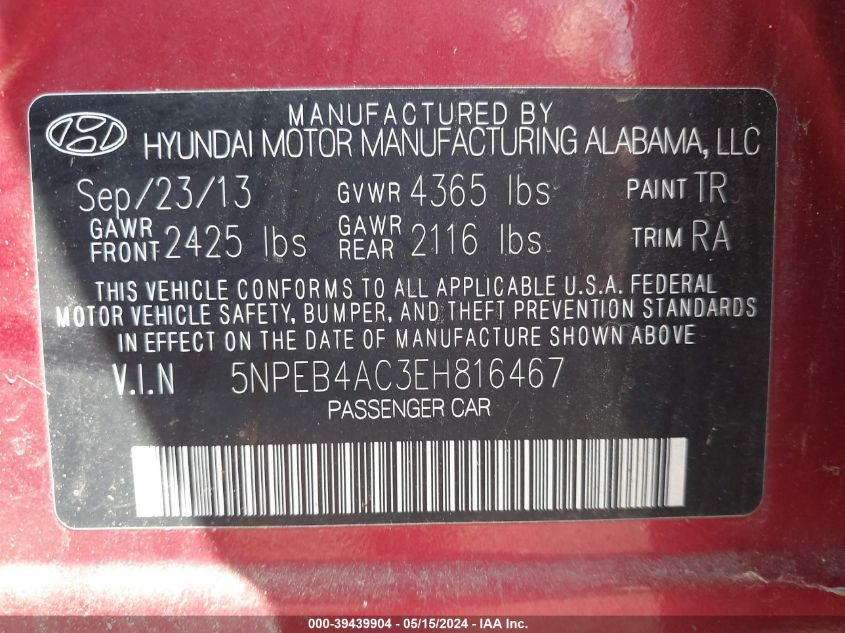 MANUFACTURED BY
HYUNDAI MOTOR MANUFACTURING ALABAMA, LLC
Sep/23/13 GVWR 4365 lbs PAINT TR
GAWR FRONT 2425 lbs GAWR REAR 2116 lbs TRIM RA
THIS VEHICLE CONFORMS TO ALL APPLICABLE U.S.A. FEDERAL
MOTOR VEHICLE SAFETY, BUMPER, AND THEFT PREVENTION STANDARDS
IN EFFECT ON THE DATE OF MANUFACTURE SHOWN ABOVE
V.I.N 5NPEB4AC3EH816467
PASSENGER CAR
000-39439904 - 05/15/2024 - IAA Inc.